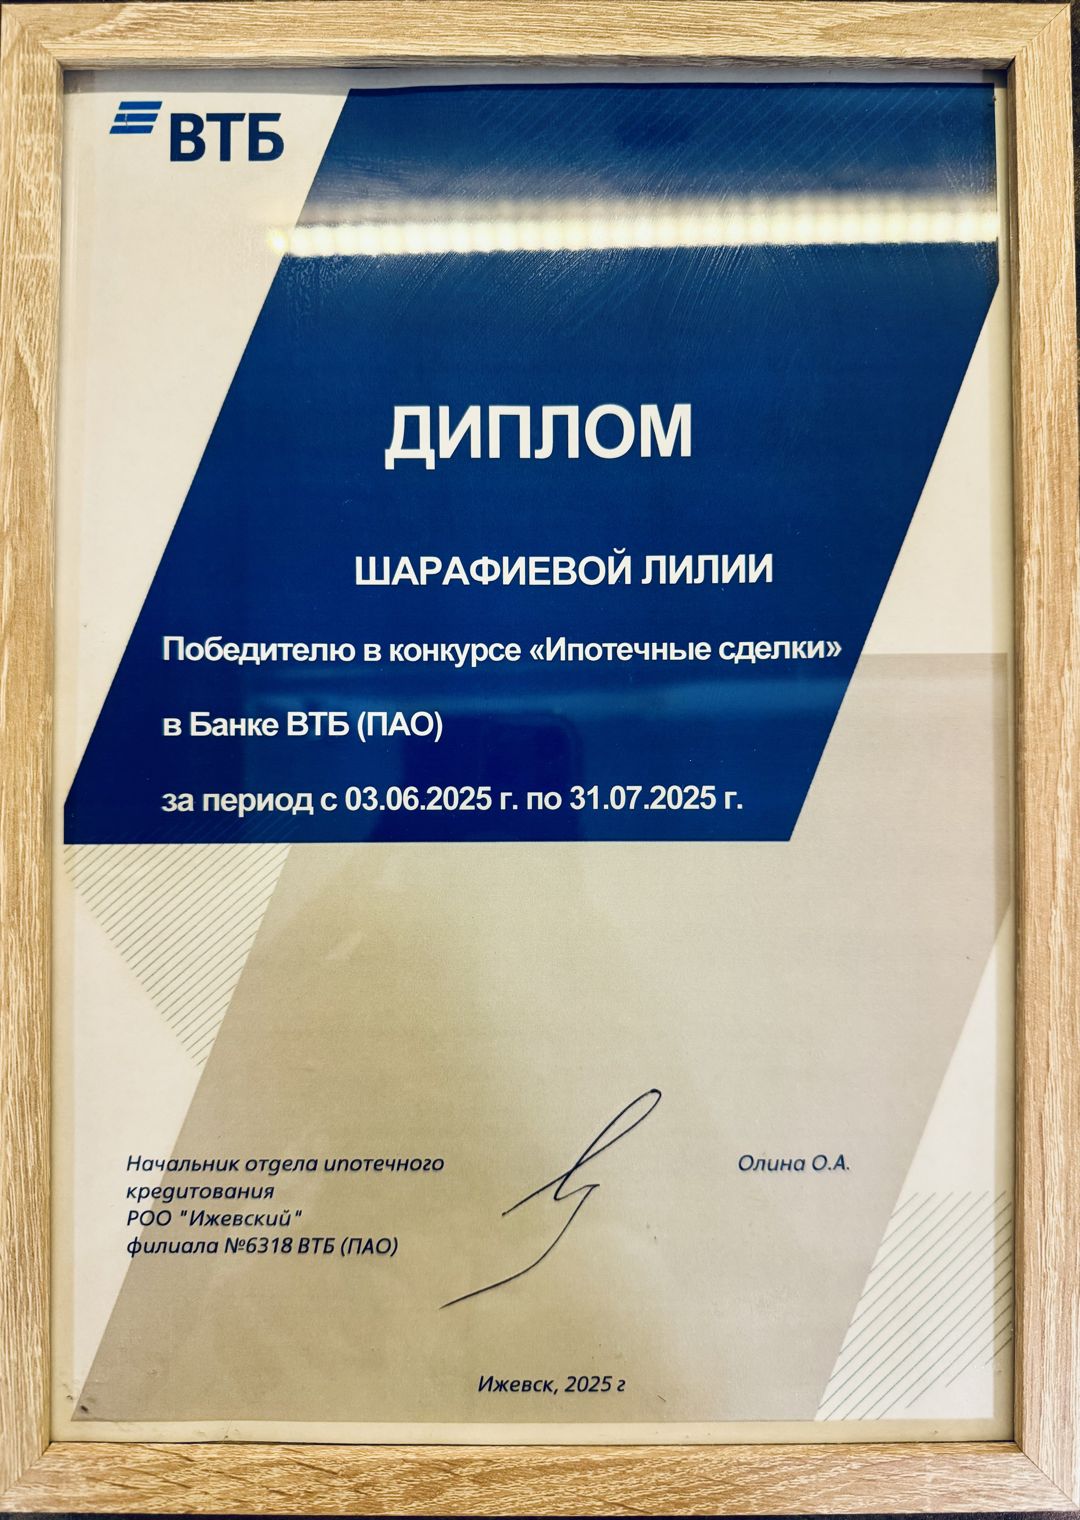 ВТБ
ДИПЛОМ
ШАРАФИЕВОЙ ЛИЛИИ
Победителю в конкурсе «Ипотечные сделки»
в Банке ВТБ (ПАО)
за период с 03.06.2025 г. по 31.07.2025 г.
Начальник отдела ипотечного
кредитования
РОО "Ижевский"
филиала №6318 ВТБ (ПАО)
Олина О.А.
Ижевск, 2025 г